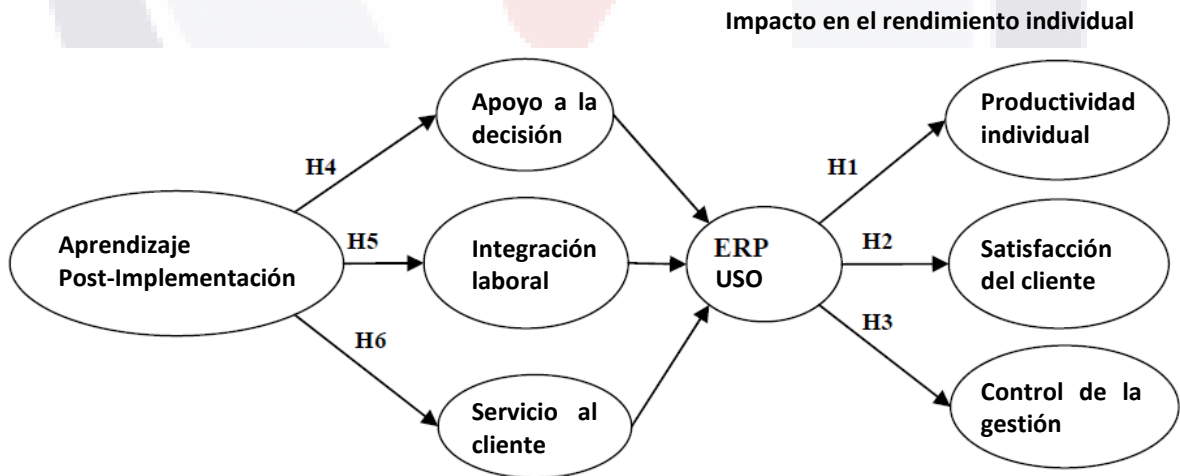 Impacto en el rendimiento individual
Apoyo a la
decisión
Productividad
individual
H4
H1
Aprendizaje
Post-Implementación
H5
Integración
laboral
ERP
USO
H2
Satisfacción
del cliente
H6
H3
Servicio al
cliente
Control de la
gestión